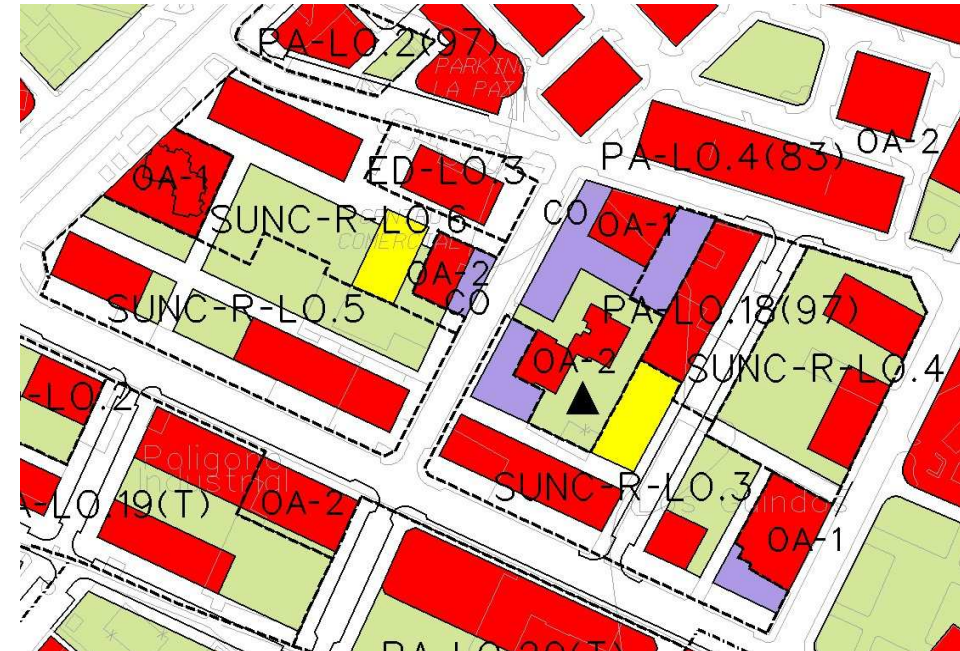 PA-LO.2(97)
PARKING
LA PAZ
OA-2
PA-LO.4(83)
ED-LO.3
OA-1
SUNC-R-LO.6
COMERCIAL
CO
OA-1
OA-2
CO
SUNC-R-LO.5
PA-LO.18(97)
OA-2
SUNC-R-LO.4
-LO.2
Poligono
Industrial
SUNC-R-LO.3
Los Guindos
A-LO.19(T)
OA-2
OA-1
PA-LO.20(T)